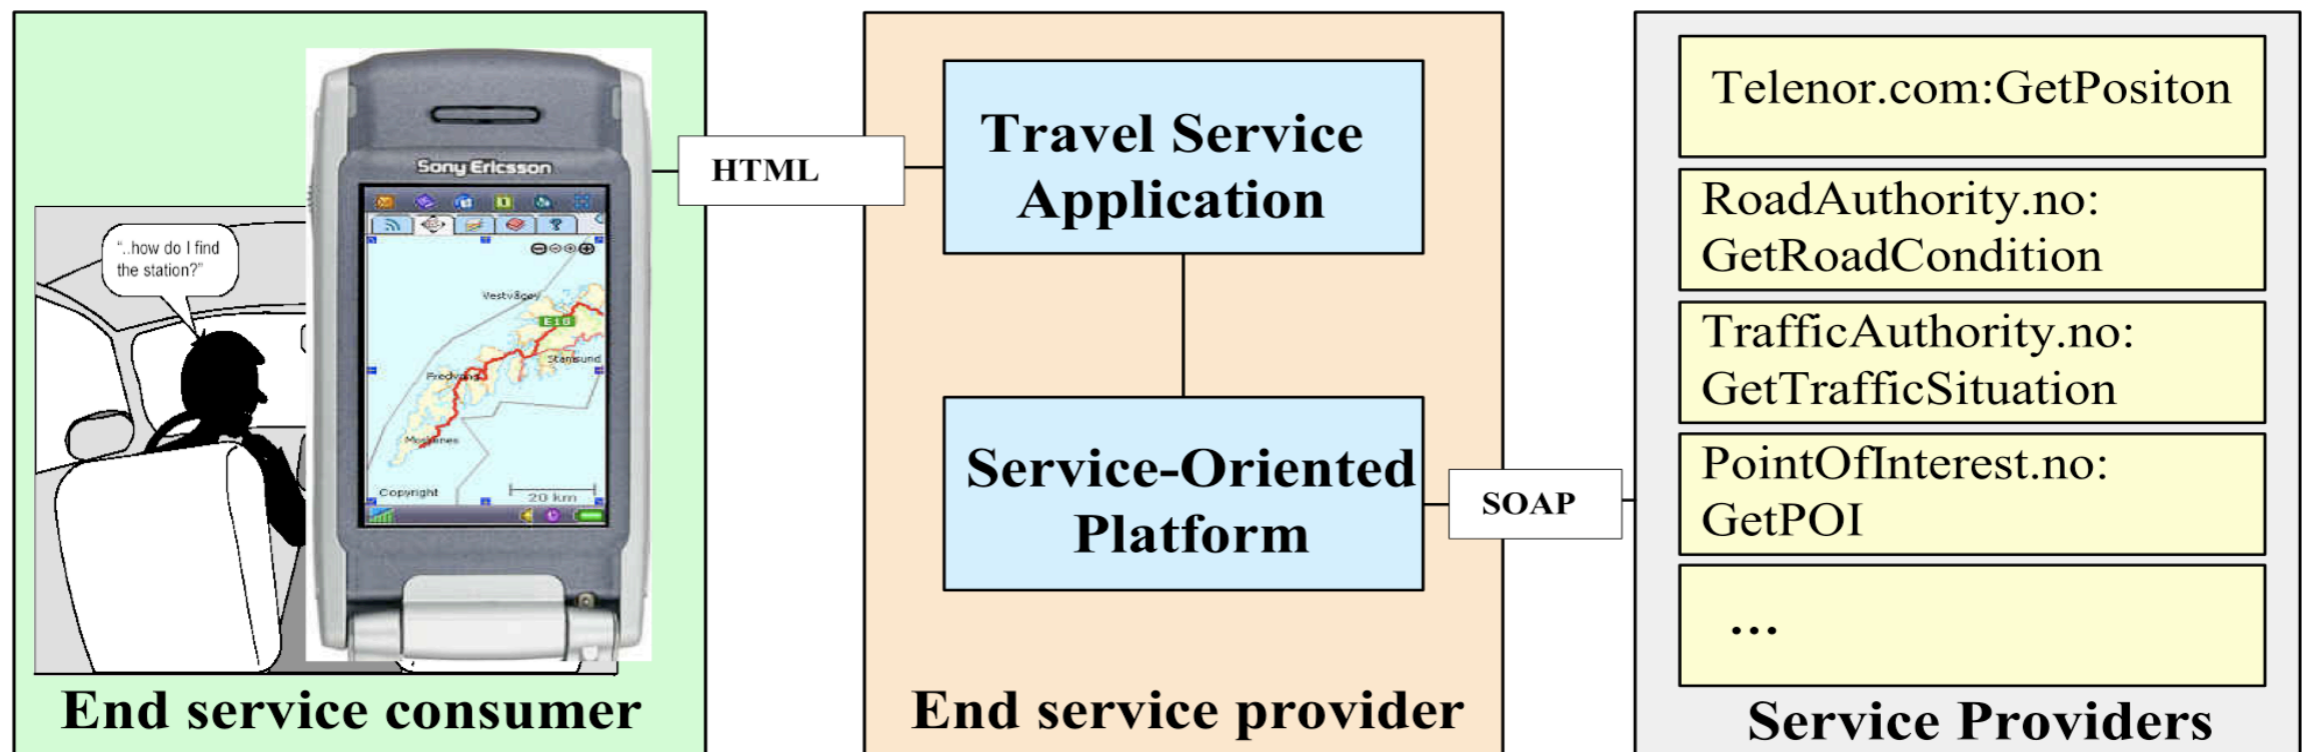 Sony Ericsson
"..how do I find
the station?"
Vestvågøy
E10
Stamsund
Fredvang
Moskenes
Copyright
20 km
End service consumer
HTML
Travel Service
Application
Service-Oriented
Platform
End service provider
SOAP
Telenor.com:GetPositon
RoadAuthority.no:
GetRoadCondition
TrafficAuthority.no:
GetTrafficSituation
PointOfInterest.no:
GetPOI
...
Service Providers